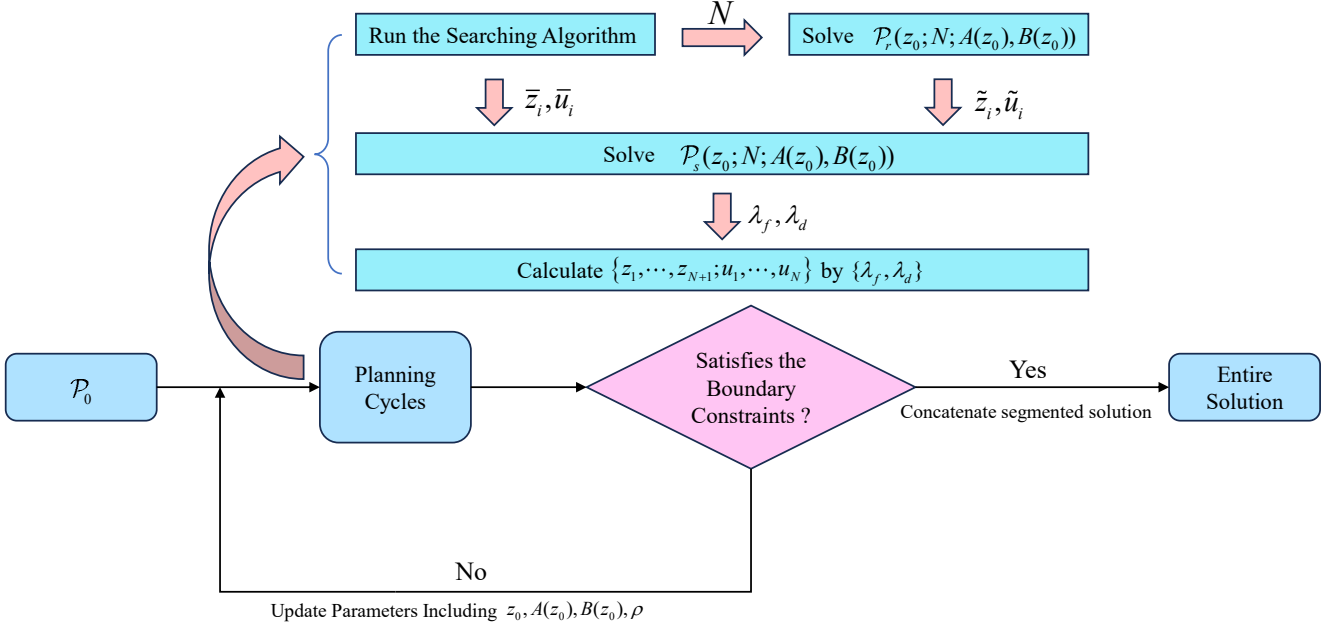 Run the Searching Algorithm
N
Solve 𝒫_r(z_0; N; A(z_0), B(z_0))
z̄_i, ū_i
z̃_i, ũ_i
Solve 𝒫_s(z_0; N; A(z_0), B(z_0))
λ_f, λ_d
Calculate {z_1, ⋯, z_{N+1}; u_1, ⋯, u_N} by {λ_f, λ_d}
𝒫_0
Planning
Cycles
Satisfies the
Boundary
Constraints ?
Yes
Concatenate segmented solution
Entire
Solution
No
Update Parameters Including z_0, A(z_0), B(z_0), ρ